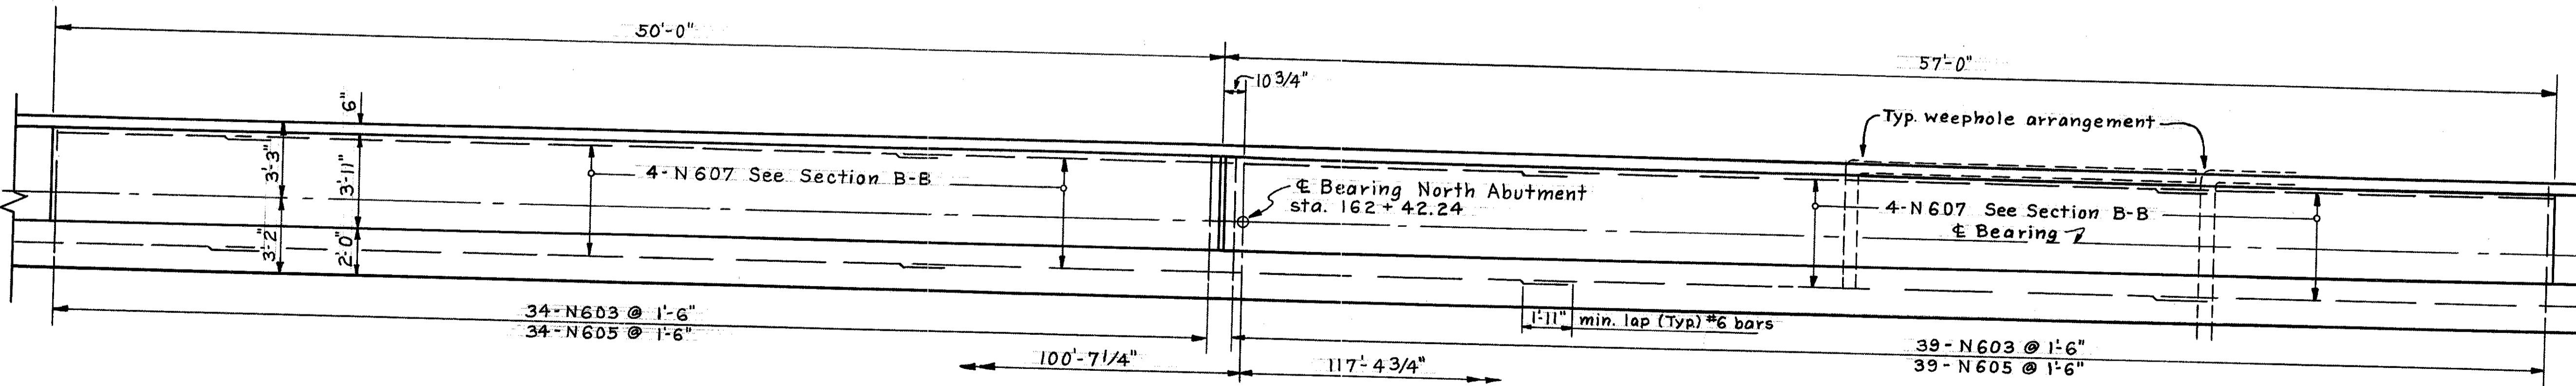 50'-0"
57'-0"
10 3/4"
6"
Typ. weephole arrangement
3'-3"
3'-11"
4-N607 See Section B-B
℄ Bearing North Abutment
sta. 162 + 42.24
4-N607 See Section B-B
℄ Bearing
3'-2"
2'-0"
34-N603 @ 1'-6"
34-N605 @ 1'-6"
1'-11" min. lap (Typ.) #6 bars
39-N603 @ 1'-6"
39-N605 @ 1'-6"
100'-7 1/4"
117'-4 3/4"